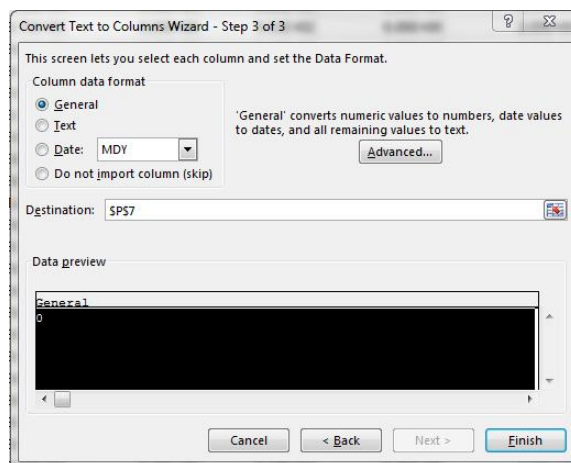 Convert Text to Columns Wizard - Step 3 of 3
This screen lets you select each column and set the Data Format.
Column data format
General
Text
Date: MDY
Do not import column (skip)
'General' converts numeric values to numbers, date values
to dates, and all remaining values to text.
Advanced...
Destination: $P$7
Data preview
General
0
Cancel
< Back
Next >
Finish